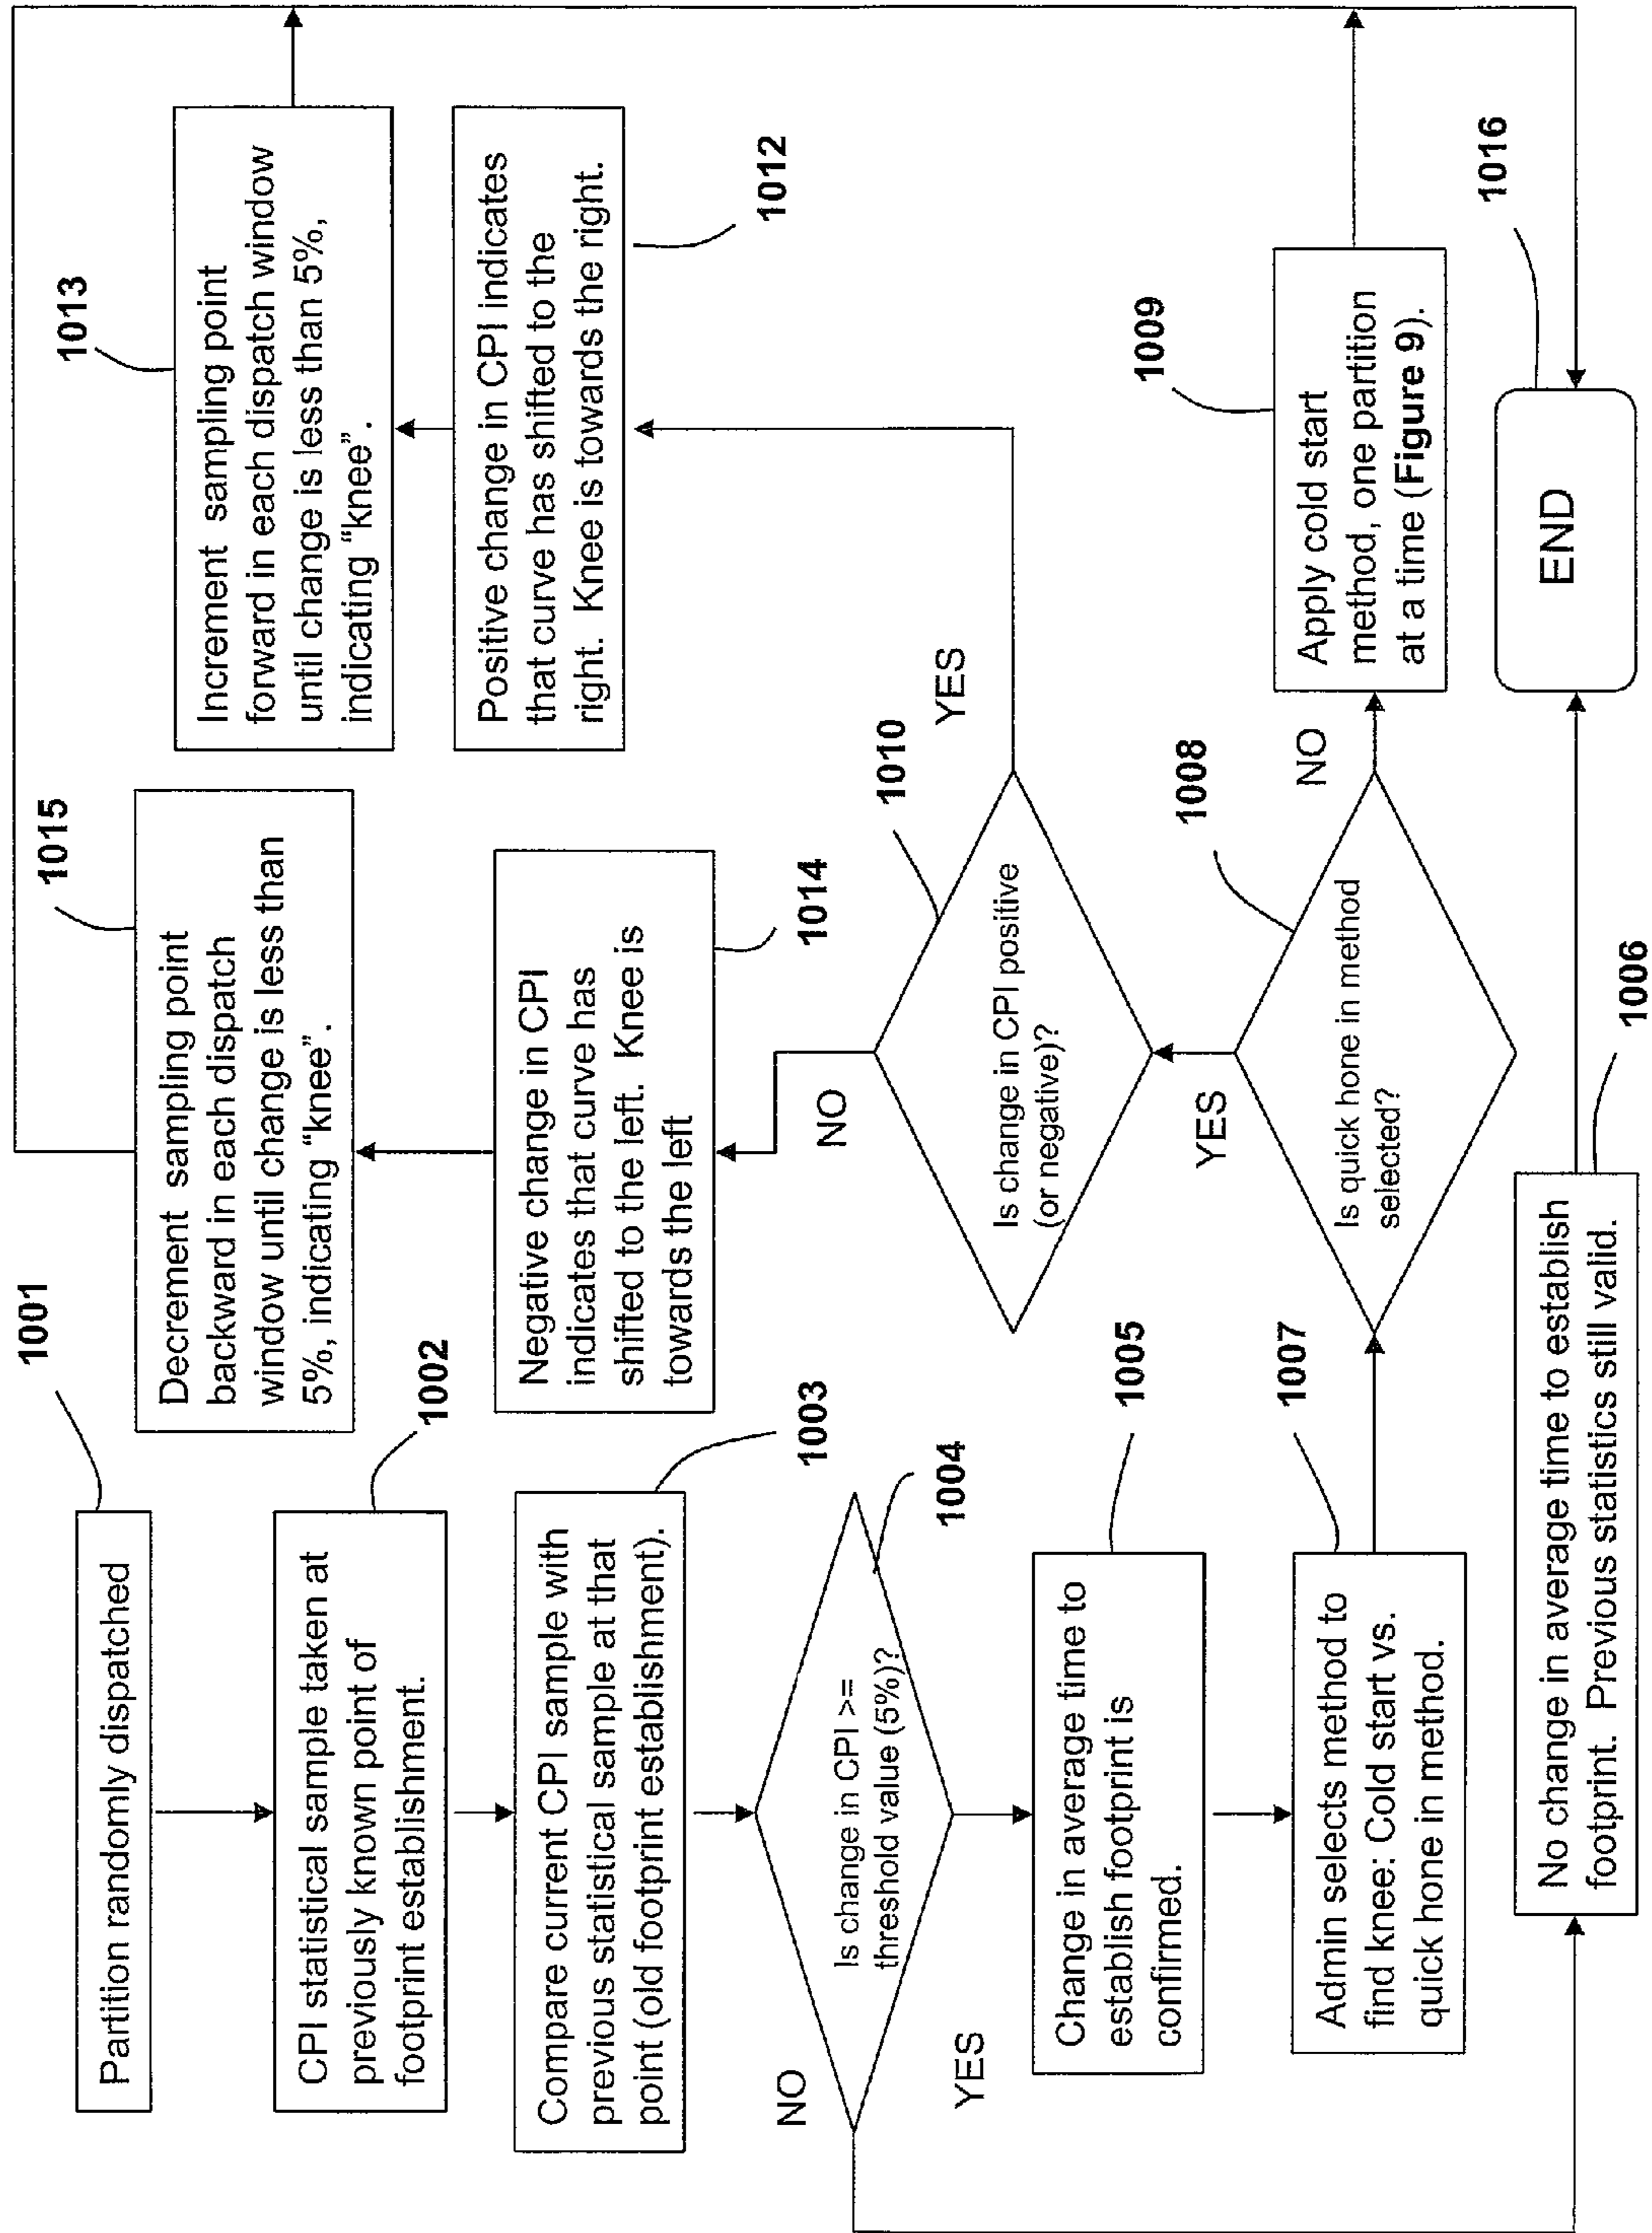 1001
Partition randomly dispatched
1002
CPI statistical sample taken at
previously known point of
footprint establishment.
1003
Compare current CPI sample with
previous statistical sample at that
point (old footprint establishment).
1004
Is change in CPI >=
threshold value (5%)?
NO
YES
1005
Change in average time to
establish footprint is
confirmed.
1007
Admin selects method to
find knee: Cold start vs.
quick home in method.
1006
No change in average time to establish
footprint. Previous statistics still valid.
1015
Decrement sampling point
backward in each dispatch
window until change is less than
5%, indicating “knee”.
1014
Negative change in CPI
indicates that curve has
shifted to the left. Knee is
towards the left
NO
1010
Is change in CPI positive
(or negative)?
YES
YES
1008
Is quick home in method
selected?
NO
1013
Increment sampling point
forward in each dispatch window
until change is less than 5%,
indicating “knee”.
1012
Positive change in CPI indicates
that curve has shifted to the
right. Knee is towards the right.
1009
Apply cold start
method, one partition
at a time (Figure 9).
1016
END